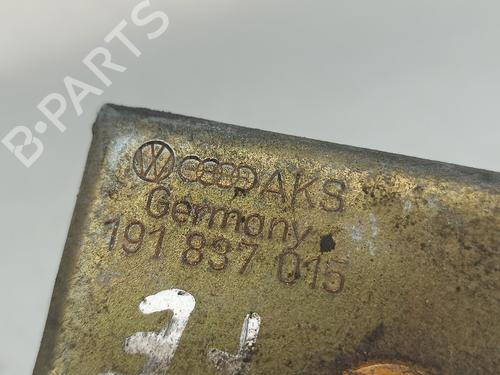 B-PARTS
AKS
Germany
191 837 015